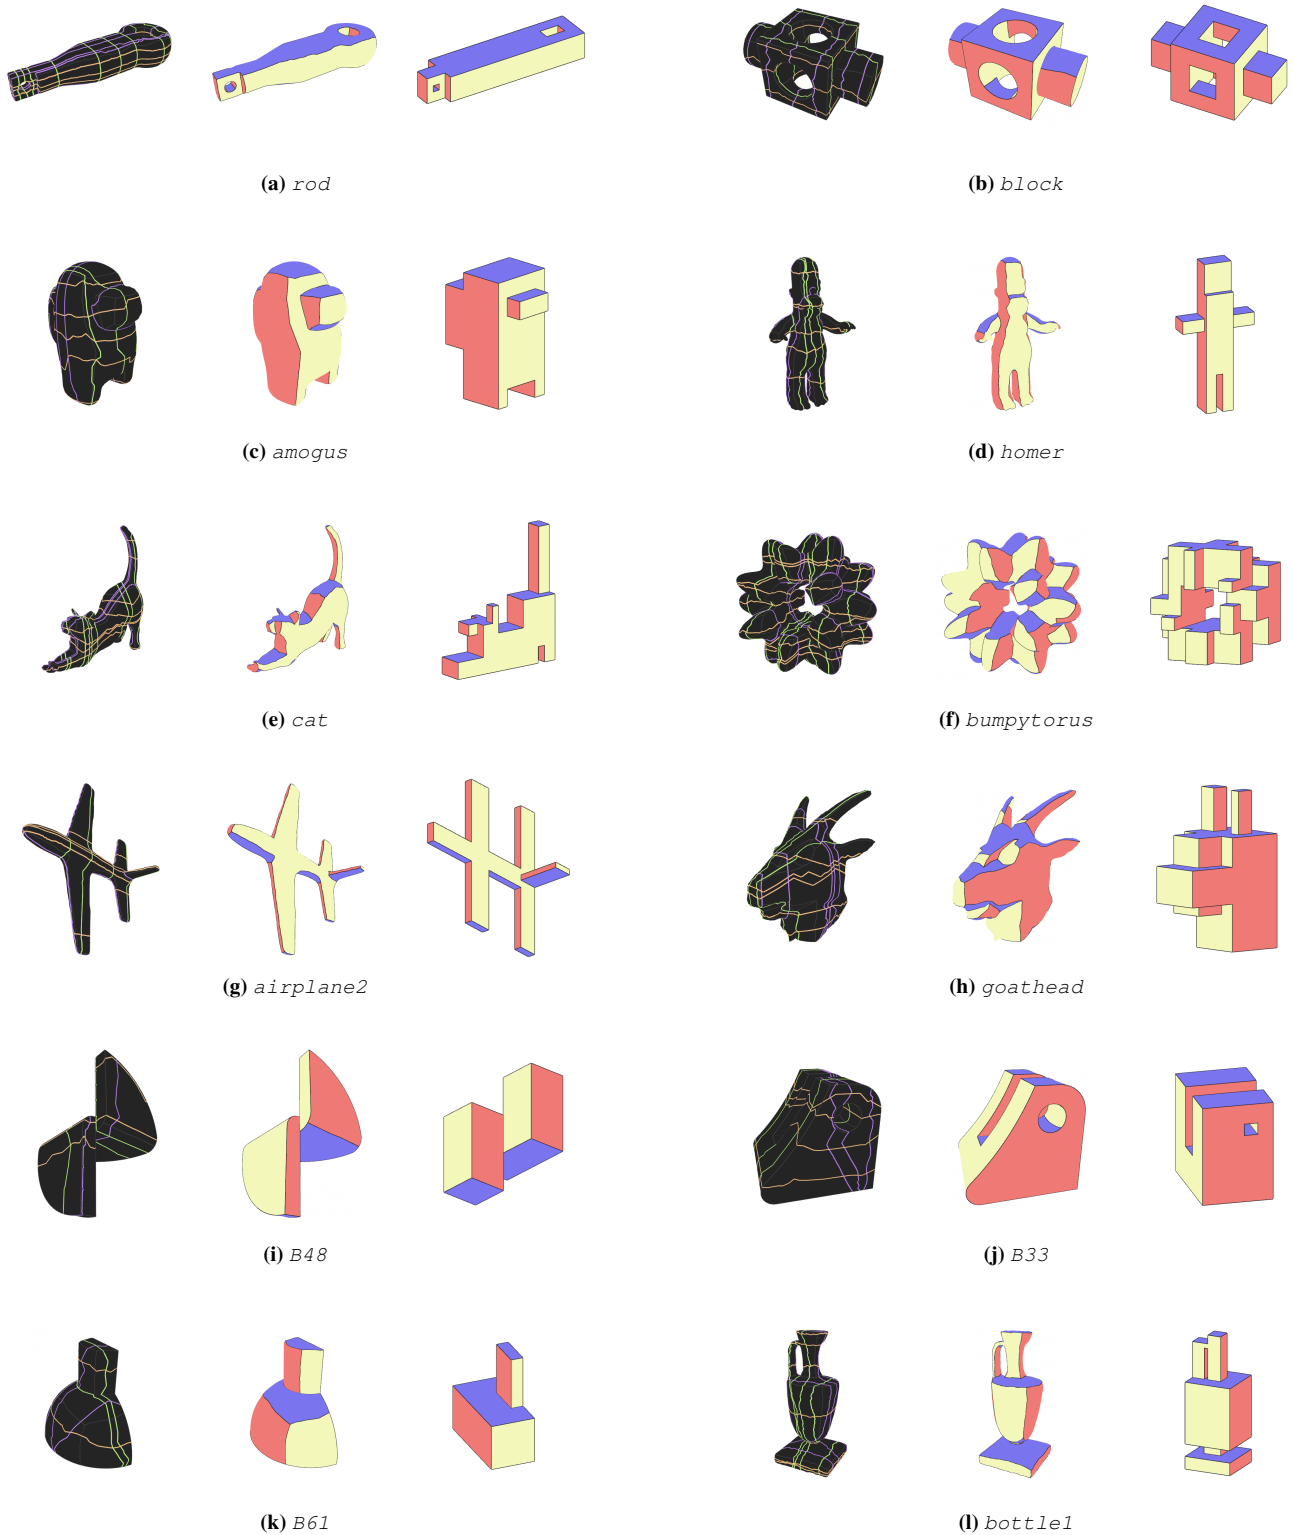 (a) rod
(b) block
(c) amogus
(d) homer
(e) cat
(f) bumpytorus
(g) airplane2
(h) goathead
(i) B48
(j) B33
(k) B61
(l) bottle1